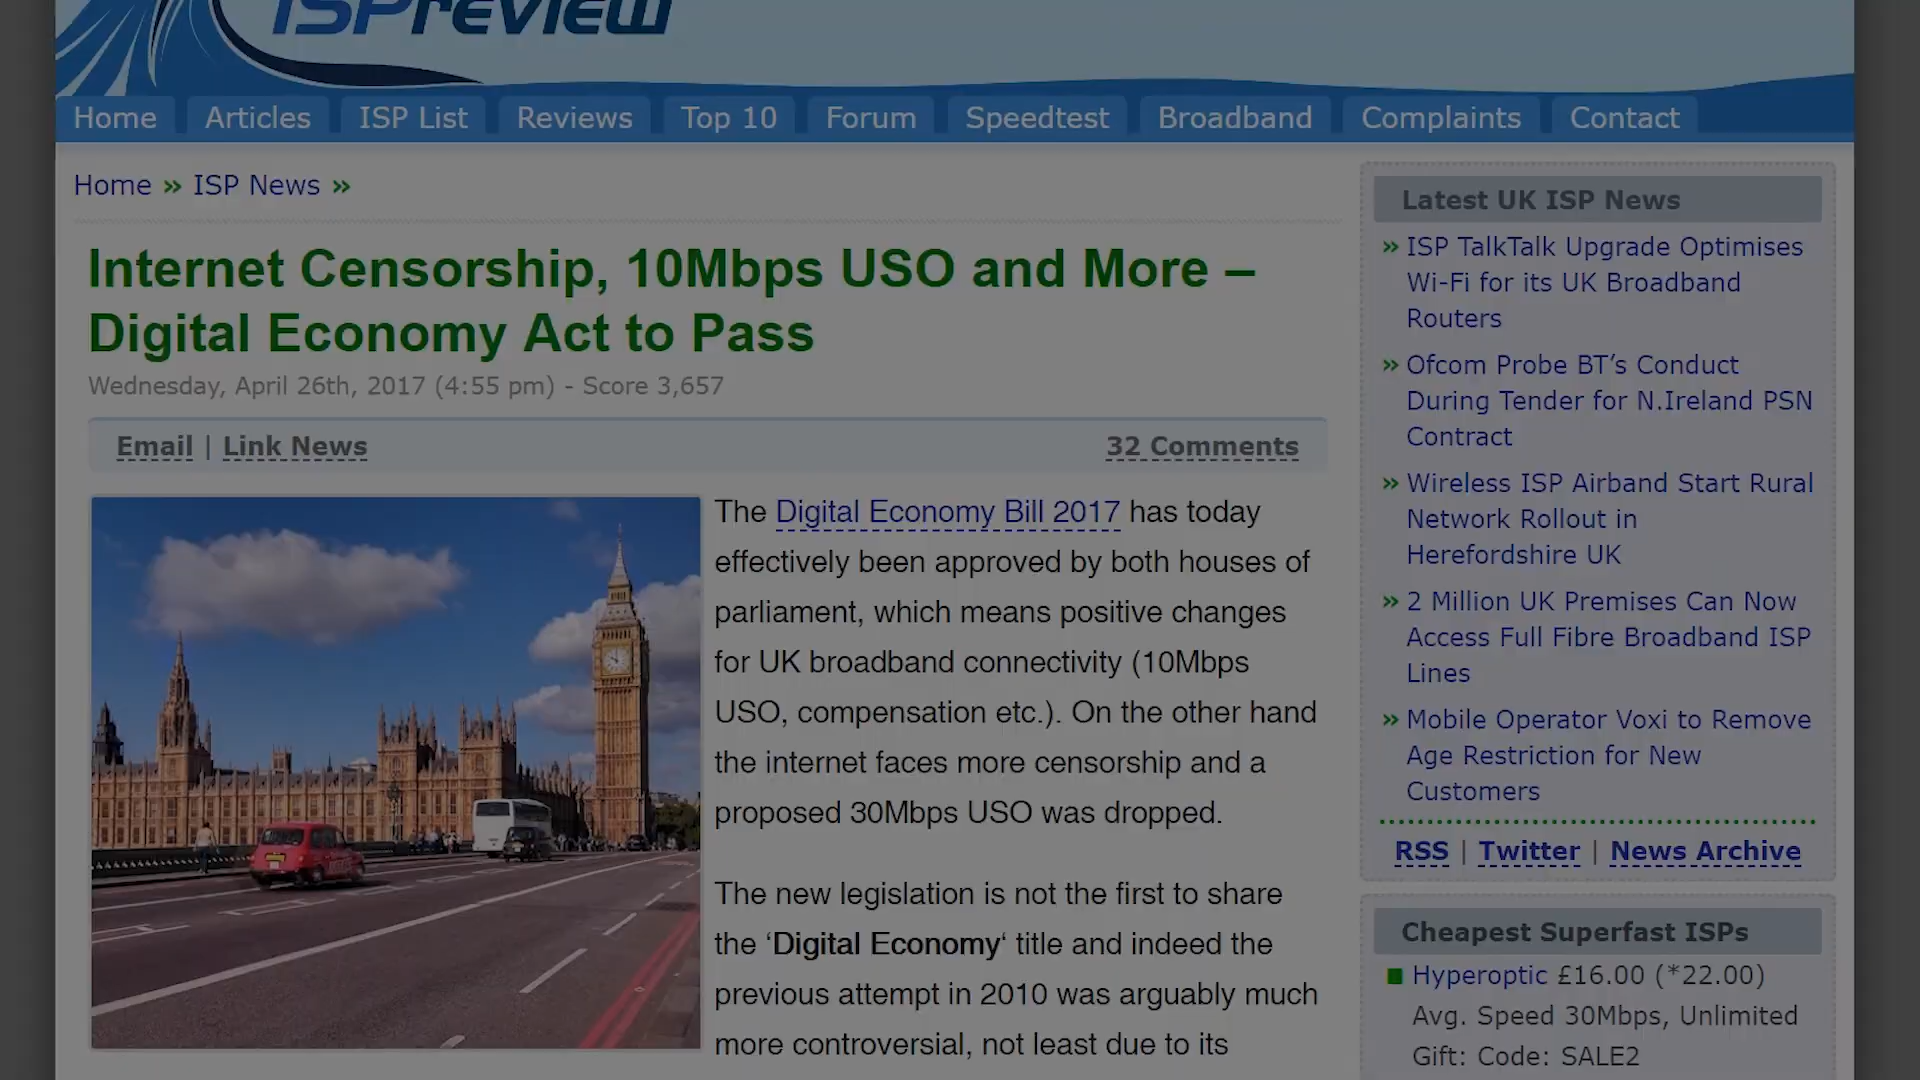 ISPreview
Home
Articles
ISP List
Reviews
Top 10
Forum
Speedtest
Broadband
Complaints
Contact
Home » ISP News »
Internet Censorship, 10Mbps USO and More –
Digital Economy Act to Pass
Wednesday, April 26th, 2017 (4:55 pm) - Score 3,657
Email | Link News
32 Comments
The Digital Economy Bill 2017 has today
effectively been approved by both houses of
parliament, which means positive changes
for UK broadband connectivity (10Mbps
USO, compensation etc.). On the other hand
the internet faces more censorship and a
proposed 30Mbps USO was dropped.
The new legislation is not the first to share
the ‘Digital Economy‘ title and indeed the
previous attempt in 2010 was arguably much
more controversial, not least due to its
Latest UK ISP News
» ISP TalkTalk Upgrade Optimises
Wi-Fi for its UK Broadband
Routers
» Ofcom Probe BT’s Conduct
During Tender for N.Ireland PSN
Contract
» Wireless ISP Airband Start Rural
Network Rollout in
Herefordshire UK
» 2 Million UK Premises Can Now
Access Full Fibre Broadband ISP
Lines
» Mobile Operator Voxi to Remove
Age Restriction for New
Customers
RSS | Twitter | News Archive
Cheapest Superfast ISPs
Hyperoptic £16.00 (*22.00)
Avg. Speed 30Mbps, Unlimited
Gift: Code: SALE2